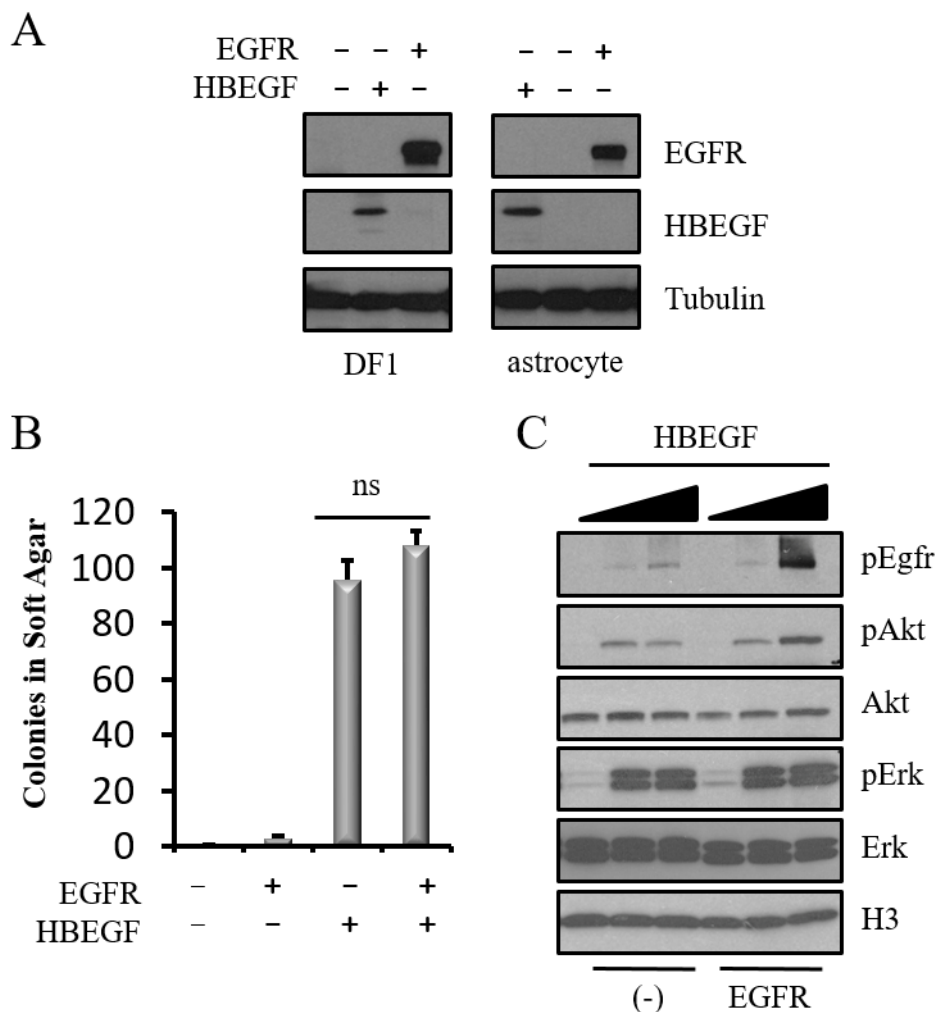 A
EGFR – – + – – +
HBEGF – + – + – –
EGFR
HBEGF
Tubulin
DF1 astrocyte
B
ns
Colonies in Soft Agar
120
100
80
60
40
20
0
EGFR – + – +
HBEGF – – + +
C
HBEGF
pEgfr
pAkt
Akt
pErk
Erk
H3
(-) EGFR